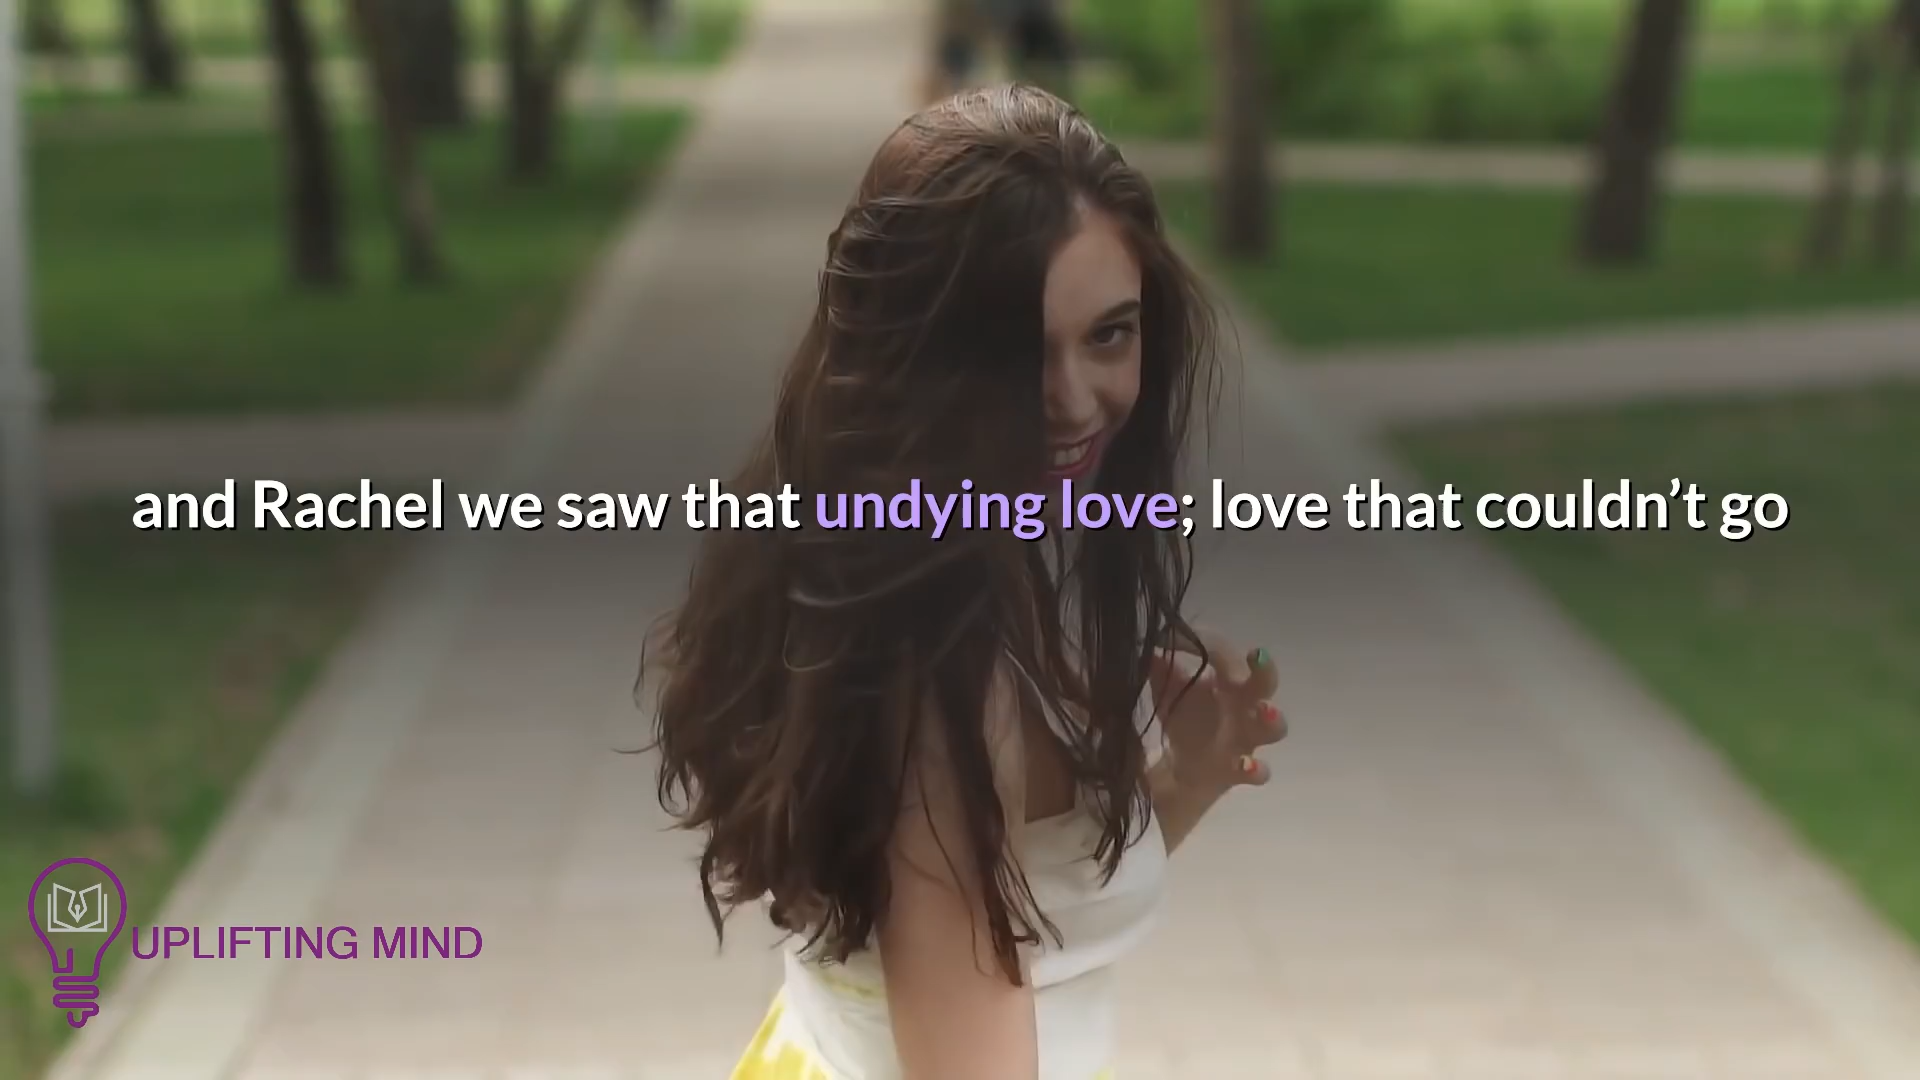 and Rachel we saw that undying love; love that couldn’t go
UPLIFTING MIND